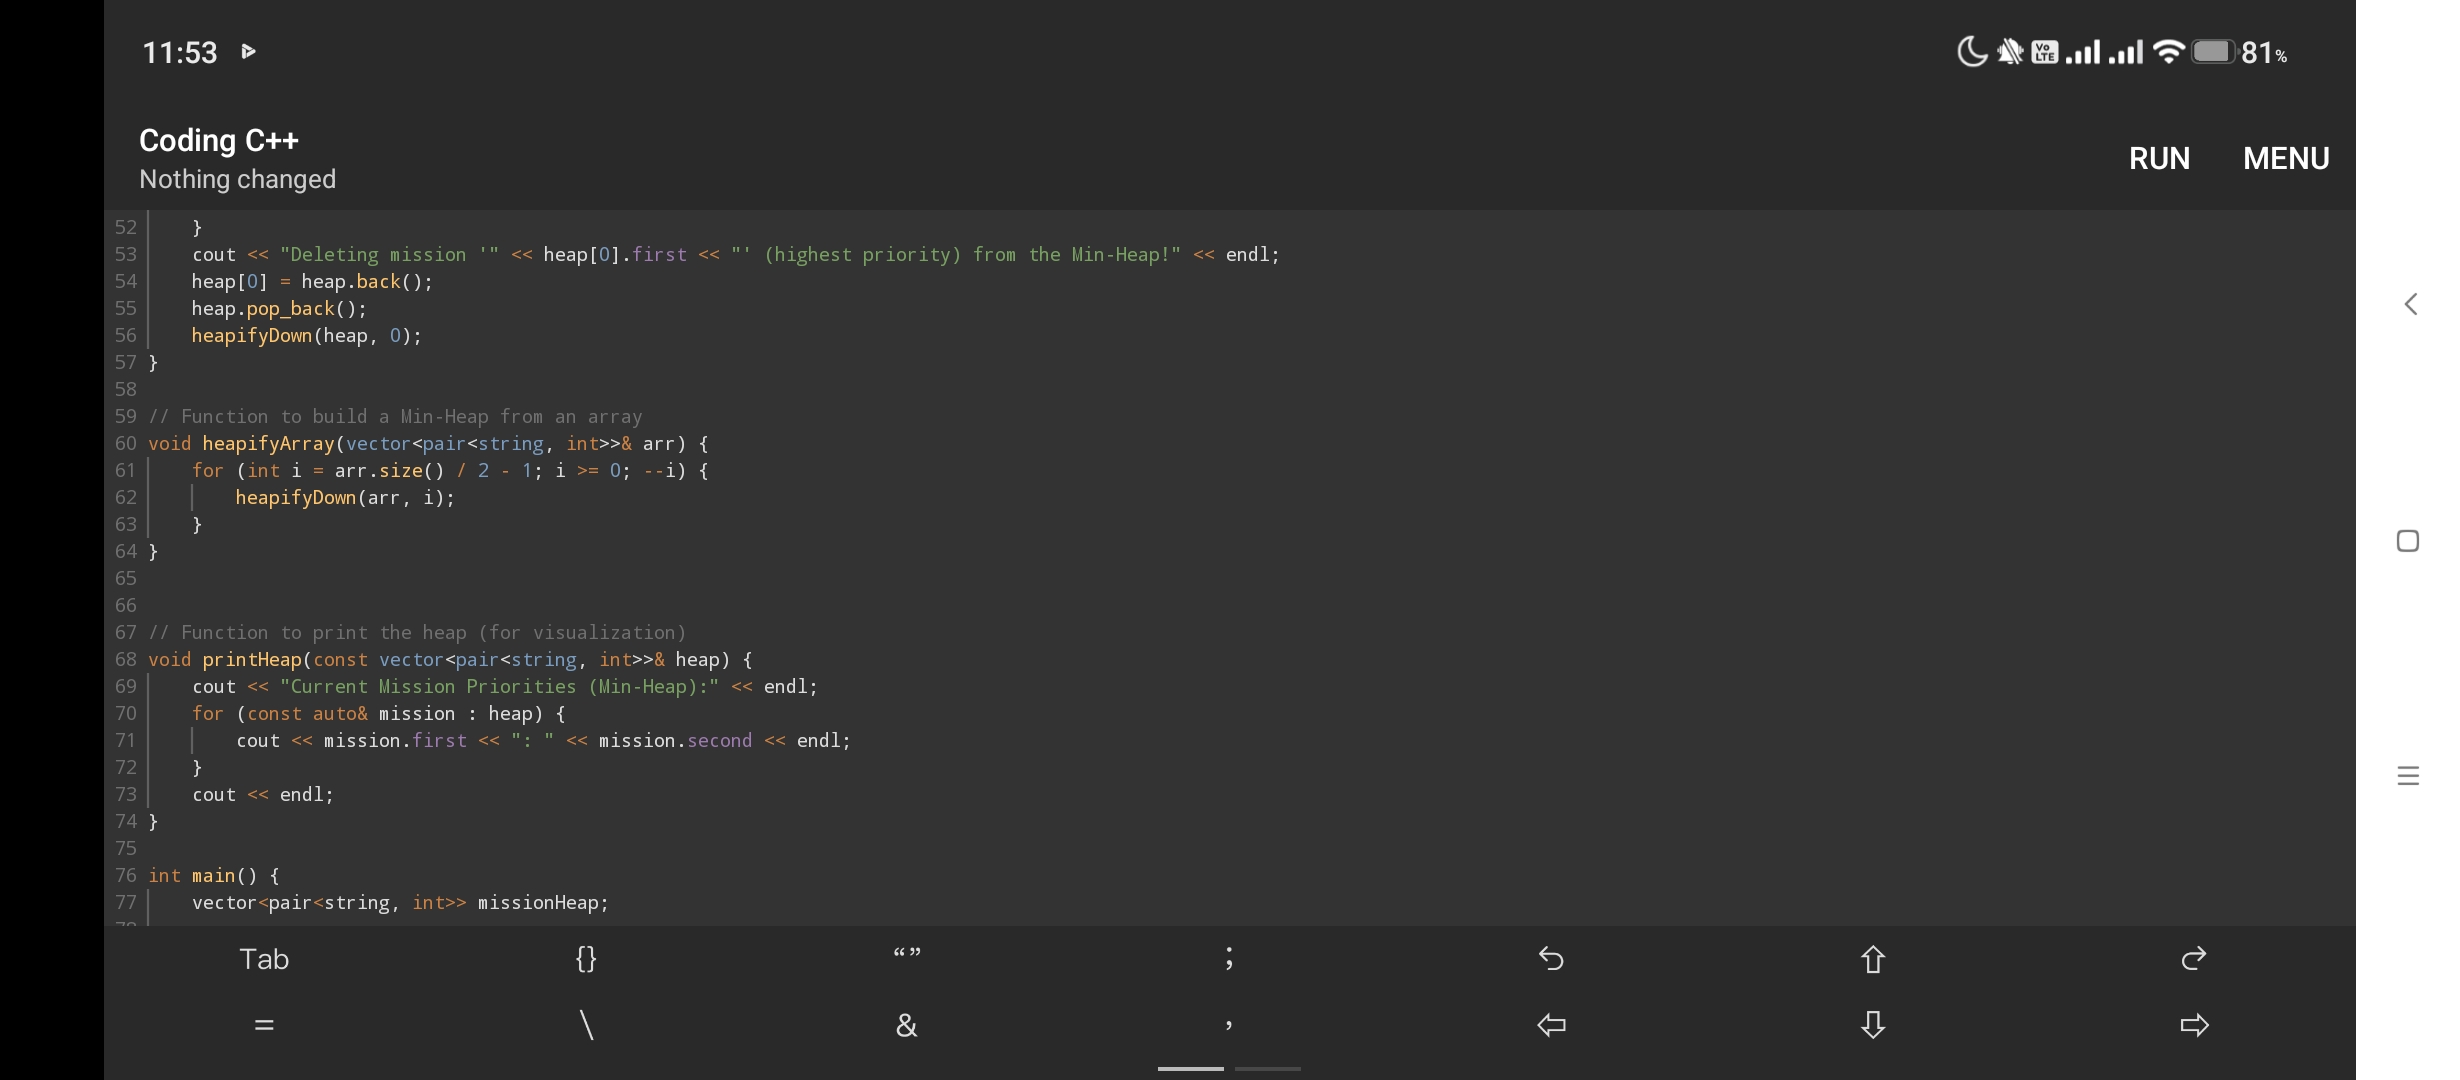 11:53
Vo LTE
81%
Coding C++
Nothing changed
RUN MENU
52     }
53     cout << "Deleting mission '" << heap[0].first << "' (highest priority) from the Min-Heap!" << endl;
54     heap[0] = heap.back();
55     heap.pop_back();
56     heapifyDown(heap, 0);
57 }
58
59 // Function to build a Min-Heap from an array
60 void heapifyArray(vector<pair<string, int>>& arr) {
61     for (int i = arr.size() / 2 - 1; i >= 0; --i) {
62         heapifyDown(arr, i);
63     }
64 }
65
66
67 // Function to print the heap (for visualization)
68 void printHeap(const vector<pair<string, int>>& heap) {
69     cout << "Current Mission Priorities (Min-Heap):" << endl;
70     for (const auto& mission : heap) {
71         cout << mission.first << ": " << mission.second << endl;
72     }
73     cout << endl;
74 }
75
76 int main() {
77     vector<pair<string, int>> missionHeap;
Tab {} “” ;
= \ & ,